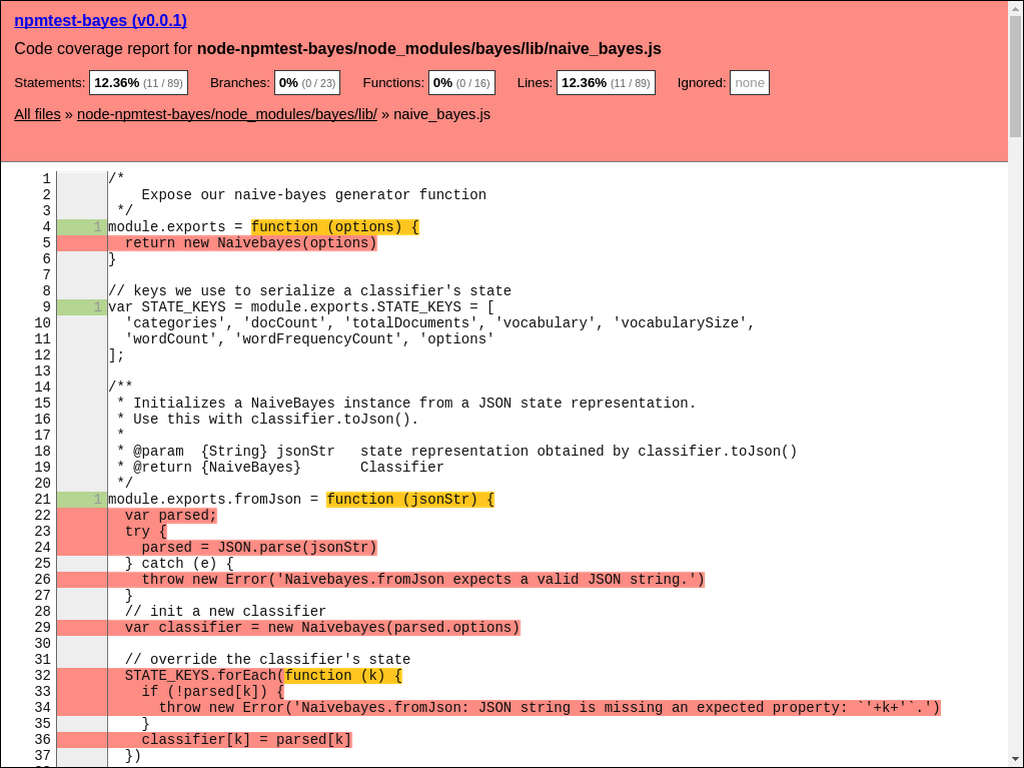 npmtest-bayes (v0.0.1)
Code coverage report for node-npmtest-bayes/node_modules/bayes/lib/naive_bayes.js
Statements: 12.36% (11 / 89) Branches: 0% (0 / 23) Functions: 0% (0 / 16) Lines: 12.36% (11 / 89) Ignored: none
All files » node-npmtest-bayes/node_modules/bayes/lib/ » naive_bayes.js
1 /*
2     Expose our naive-bayes generator function
3  */
4 1 module.exports = function (options) {
5   return new Naivebayes(options)
6 }
7
8 // keys we use to serialize a classifier's state
9 1 var STATE_KEYS = module.exports.STATE_KEYS = [
10   'categories', 'docCount', 'totalDocuments', 'vocabulary', 'vocabularySize',
11   'wordCount', 'wordFrequencyCount', 'options'
12 ];
13
14 /**
15  * Initializes a NaiveBayes instance from a JSON state representation.
16  * Use this with classifier.toJson().
17  *
18  * @param  {String} jsonStr   state representation obtained by classifier.toJson()
19  * @return {NaiveBayes}       Classifier
20  */
21 1 module.exports.fromJson = function (jsonStr) {
22   var parsed;
23   try {
24     parsed = JSON.parse(jsonStr)
25   } catch (e) {
26     throw new Error('Naivebayes.fromJson expects a valid JSON string.')
27   }
28   // init a new classifier
29   var classifier = new Naivebayes(parsed.options)
30
31   // override the classifier's state
32   STATE_KEYS.forEach(function (k) {
33     if (!parsed[k]) {
34       throw new Error('Naivebayes.fromJson: JSON string is missing an expected property: `'+k+'`.')
35     }
36     classifier[k] = parsed[k]
37   })